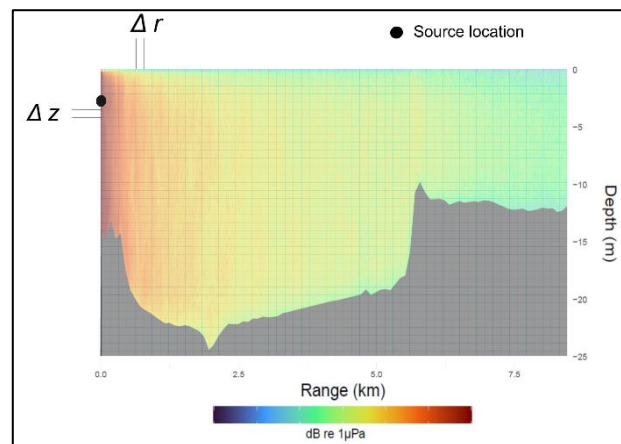 Δ r
Source location
Δ z
0
−5
−10
−15
−20
−25
Depth (m)
0.0 2.5 5.0 7.5
Range (km)
dB re 1μPa